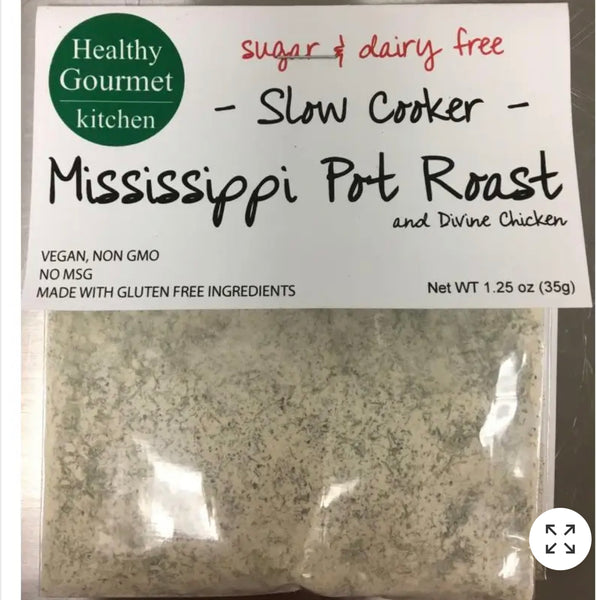 Healthy
Gourmet
kitchen
sugar & dairy free
- Slow Cooker -
Mississippi Pot Roast
and Divine Chicken
VEGAN, NON GMO
NO MSG
MADE WITH GLUTEN FREE INGREDIENTS
Net WT 1.25 oz (35g)